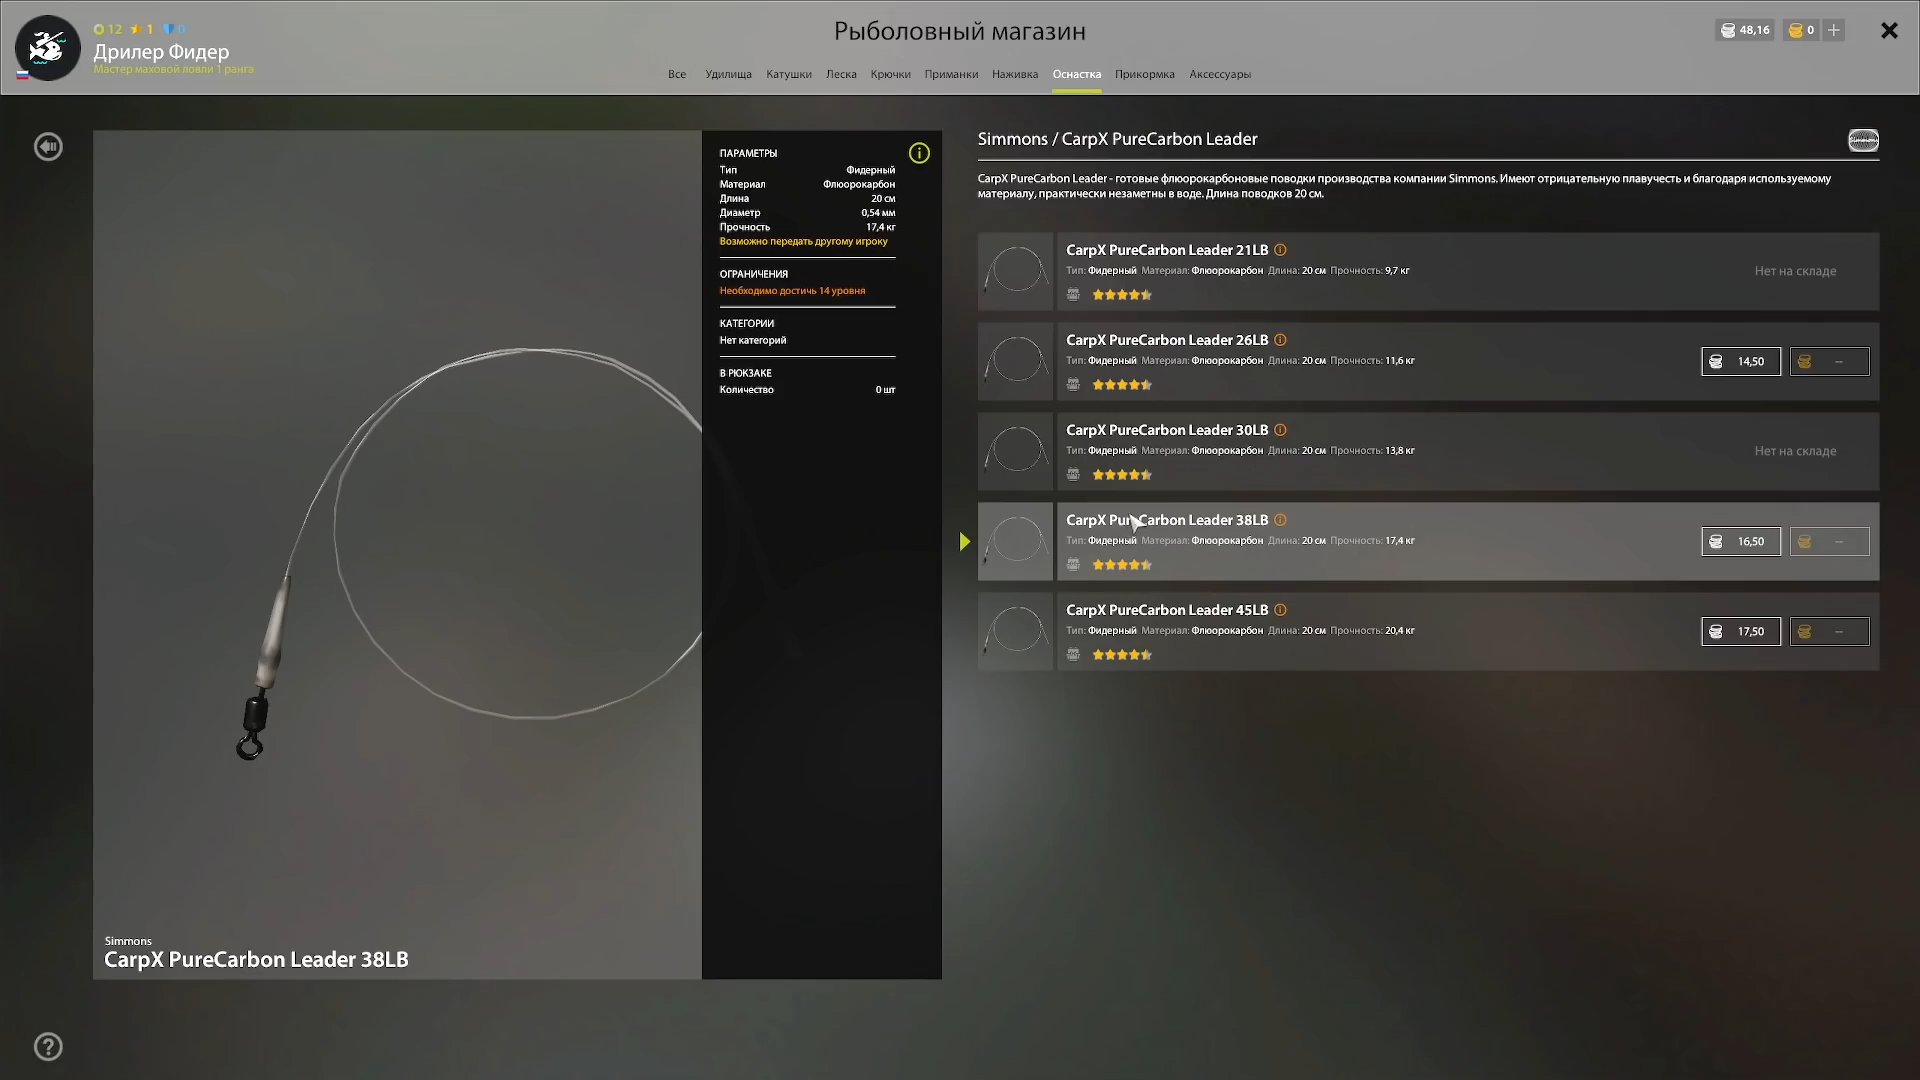 12 1 0
Дрилер Фидер
Мастер маховой ловли 1 ранга
Рыболовный магазин
48,16 0
Все Удилища Катушки Леска Крючки Приманки Наживка Оснастка Прикормка Аксессуары
ПАРАМЕТРЫ
Тип Фидерный
Материал Флюорокарбон
Длина 20 см
Диаметр 0,54 мм
Прочность 17,4 кг
Возможно передать другому игроку
ОГРАНИЧЕНИЯ
Необходимо достичь 14 уровня
КАТЕГОРИИ
Нет категорий
В РЮКЗАКЕ
Количество 0 шт
Simmons
CarpX PureCarbon Leader 38LB
Simmons / CarpX PureCarbon Leader
CarpX PureCarbon Leader - готовые флюорокарбоновые поводки производства компании Simmons. Имеют отрицательную плавучесть и благодаря используемому
материалу, практически незаметны в воде. Длина поводков 20 см.
CarpX PureCarbon Leader 21LB
Тип: Фидерный Материал: Флюорокарбон Длина: 20 см Прочность: 9,7 кг
Нет на складе
CarpX PureCarbon Leader 26LB
Тип: Фидерный Материал: Флюорокарбон Длина: 20 см Прочность: 11,6 кг
14,50 --
CarpX PureCarbon Leader 30LB
Тип: Фидерный Материал: Флюорокарбон Длина: 20 см Прочность: 13,8 кг
Нет на складе
CarpX PureCarbon Leader 38LB
Тип: Фидерный Материал: Флюорокарбон Длина: 20 см Прочность: 17,4 кг
16,50 --
CarpX PureCarbon Leader 45LB
Тип: Фидерный Материал: Флюорокарбон Длина: 20 см Прочность: 20,4 кг
17,50 --